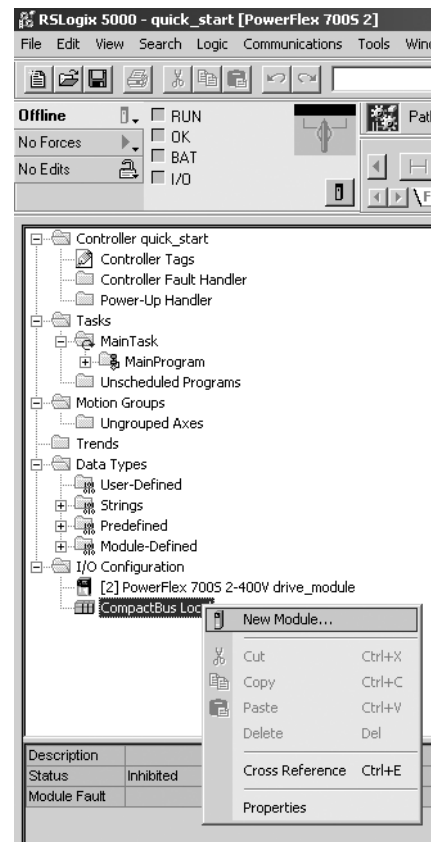 RSLogix 5000 - quick_start [PowerFlex 700S 2]
File Edit View Search Logic Communications Tools
Offline RUN
No Forces OK
No Edits BAT
I/O
Controller quick_start
Controller Tags
Controller Fault Handler
Power-Up Handler
Tasks
MainTask
MainProgram
Unscheduled Programs
Motion Groups
Ungrouped Axes
Trends
Data Types
User-Defined
Strings
Predefined
Module-Defined
I/O Configuration
[2] PowerFlex 700S 2-400V drive_module
CompactBus
New Module...
Cut Ctrl+X
Copy Ctrl+C
Paste Ctrl+V
Delete Del
Cross Reference Ctrl+E
Properties
Description
Status Inhibited
Module Fault